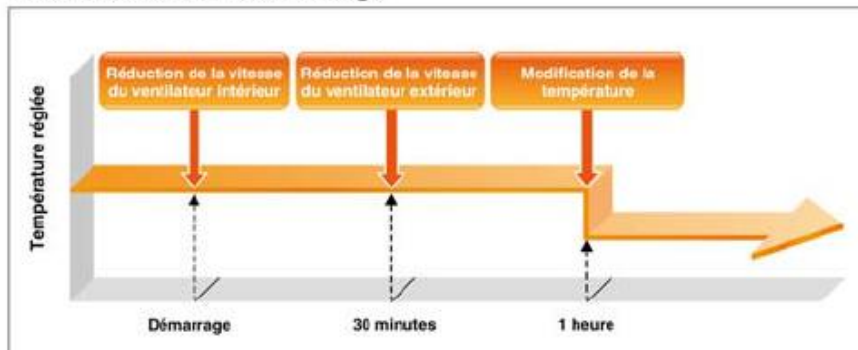 Réduction de la vitesse
du ventilateur intérieur
Réduction de la vitesse
du ventilateur extérieur
Modification de la
température
Température réglée
Démarrage
30 minutes
1 heure